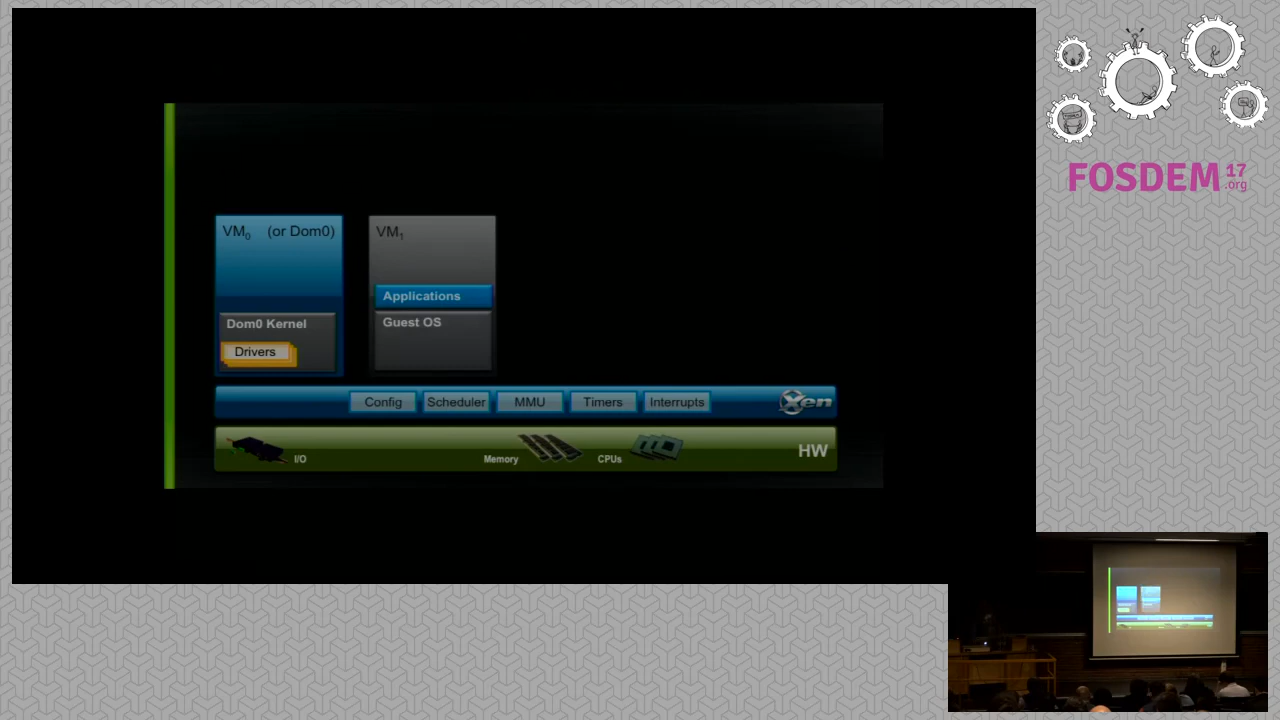 VM0 (or Dom0)
VM1
Applications
Dom0 Kernel
Guest OS
Drivers
Config Scheduler MMU Timers Interrupts Xen
I/O Memory CPUs HW
FOSDEM 17
.org